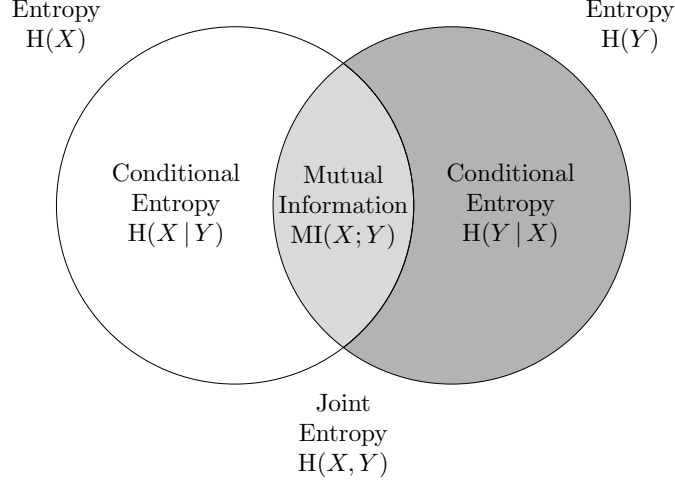 Entropy
H(X)
Entropy
H(Y)
Conditional
Entropy
H(X | Y)
Mutual
Information
MI(X; Y)
Conditional
Entropy
H(Y | X)
Joint
Entropy
H(X, Y)